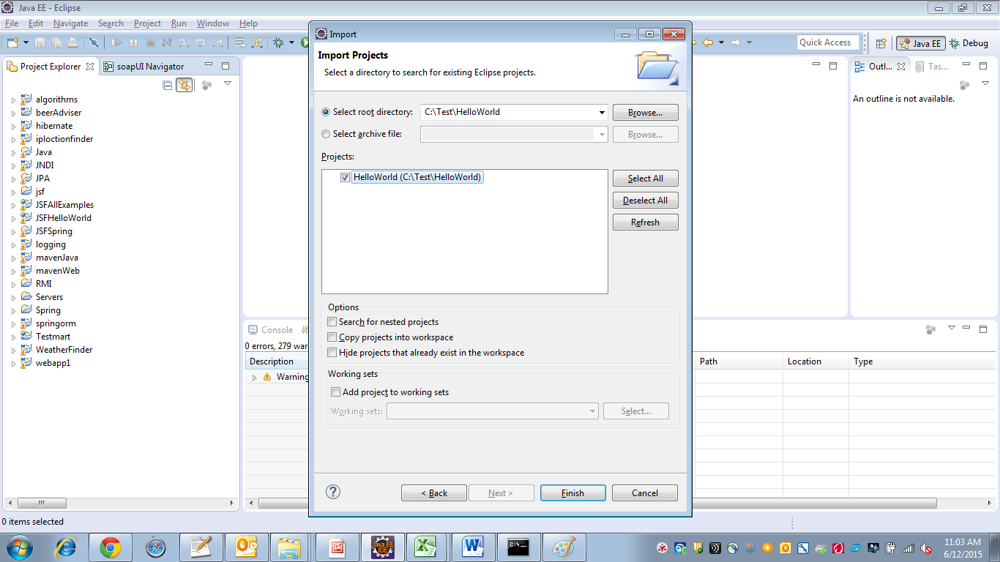 Java EE - Eclipse
File Edit Navigate Search Project Run Window Help
Quick Access
Java EE
Debug
Project Explorer
soapUI Navigator
algorithms
beerAdviser
hibernate
iploctionfinder
Java
JNDI
JPA
jsf
JSFAllExamples
JSFHelloWorld
JSFSpring
logging
mavenJava
mavenWeb
RMI
Servers
Spring
springorm
Testmart
WeatherFinder
webapp1
Import
Import Projects
Select a directory to search for existing Eclipse projects.
Select root directory: C:\Test\HelloWorld Browse...
Select archive file: Browse...
Projects:
HelloWorld (C:\Test\HelloWorld)
Select All
Deselect All
Refresh
Options
Search for nested projects
Copy projects into workspace
Hide projects that already exist in the workspace
Working sets
Add project to working sets
Working sets: Select...
< Back Next > Finish Cancel
Outl... Tas...
An outline is not available.
Console
0 errors, 279 war
Description Path Location Type
Warning
0 items selected
Java EE
IDE
C:\.
11:03 AM
6/12/2015